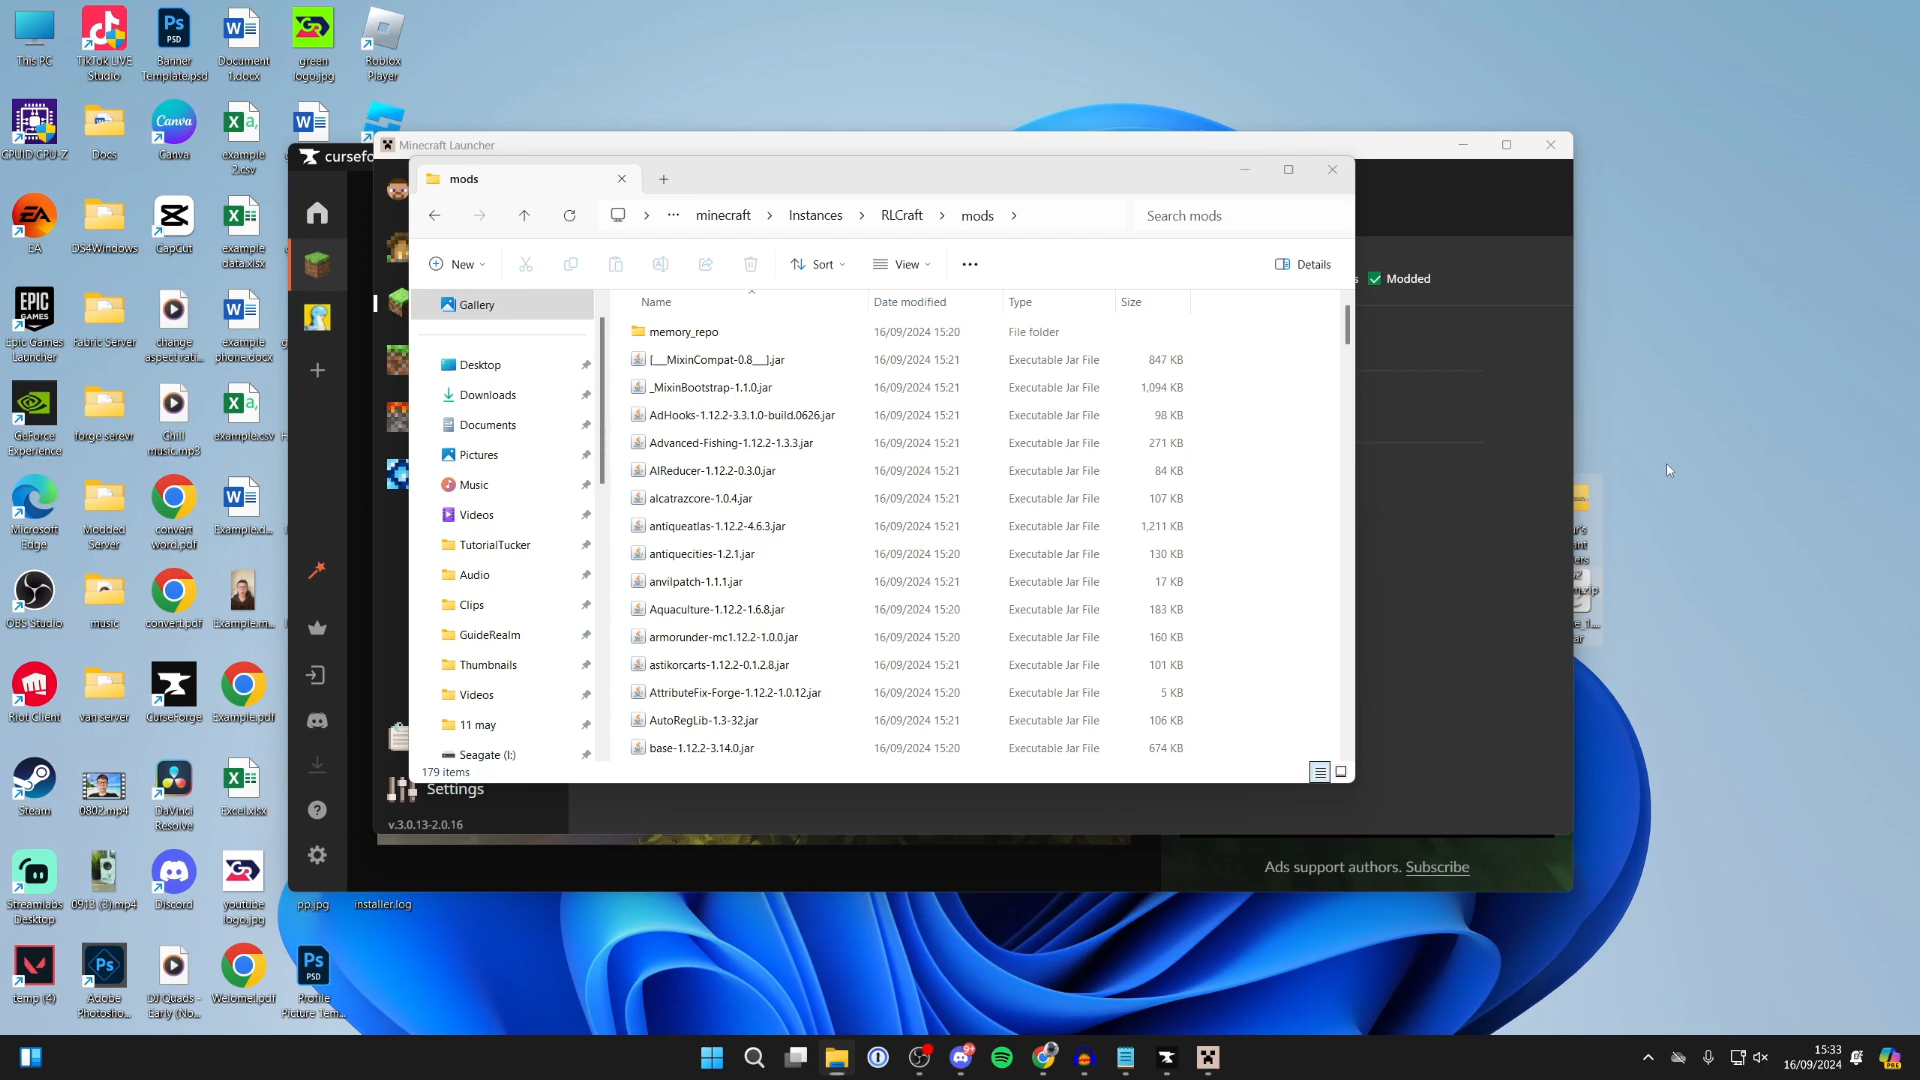 This PC
TikTok LIVE
Studio
Banner
Template.psd
Document
1.docx
green
logo.jpg
Roblox
Player
CPUID CPU-Z
Docs
Canva
example
2.csv
EA
DS4Windows
CapCut
example
data.xlsx
Epic Games
Launcher
Fabric Server
change
aspect rati...
example
phone.docx
GeForce
Experience
forge serevr
Chill
music.mp3
example.csv
Microsoft
Edge
Modded
Server
convert
word.pdf
Example.d...
OBS Studio
music
convert.pdf
Example.m...
Riot Client
van server
CurseForge
Example.pdf
Steam
0802.mp4
DaVinci
Resolve
Excel.xlsx
Streamlabs
Desktop
0913 (3).mp4
Discord
youtube
logo.jpg
pp.jpg
installer.log
temp (4)
Adobe
Photosho...
DJ Quads -
Early (No...
Welome!.pdf
Profile
Picture Tem...
cursefo
Minecraft Launcher
mods
minecraft
Instances
RLCraft
mods
Search mods
New
Sort
View
Details
Modded
Gallery
Desktop
Downloads
Documents
Pictures
Music
Videos
TutorialTucker
Audio
Clips
GuideRealm
Thumbnails
Videos
11 may
Seagate (I:)
Name Date modified Type Size
memory_repo 16/09/2024 15:20 File folder
[___MixinCompat-0.8___].jar 16/09/2024 15:21 Executable Jar File 847 KB
_MixinBootstrap-1.1.0.jar 16/09/2024 15:21 Executable Jar File 1,094 KB
AdHooks-1.12.2-3.3.1.0-build.0626.jar 16/09/2024 15:21 Executable Jar File 98 KB
Advanced-Fishing-1.12.2-1.3.3.jar 16/09/2024 15:21 Executable Jar File 271 KB
AIReducer-1.12.2-0.3.0.jar 16/09/2024 15:21 Executable Jar File 84 KB
alcatrazcore-1.0.4.jar 16/09/2024 15:21 Executable Jar File 107 KB
antiqueatlas-1.12.2-4.6.3.jar 16/09/2024 15:21 Executable Jar File 1,211 KB
antiquecities-1.2.1.jar 16/09/2024 15:20 Executable Jar File 130 KB
anvilpatch-1.1.1.jar 16/09/2024 15:21 Executable Jar File 17 KB
Aquaculture-1.12.2-1.6.8.jar 16/09/2024 15:20 Executable Jar File 183 KB
armorunder-mc1.12.2-1.0.0.jar 16/09/2024 15:20 Executable Jar File 160 KB
astikorcarts-1.12.2-0.1.2.8.jar 16/09/2024 15:21 Executable Jar File 101 KB
AttributeFix-Forge-1.12.2-1.0.12.jar 16/09/2024 15:20 Executable Jar File 5 KB
AutoRegLib-1.3-32.jar 16/09/2024 15:21 Executable Jar File 106 KB
base-1.12.2-3.14.0.jar 16/09/2024 15:20 Executable Jar File 674 KB
179 items
Settings
v.3.0.13-2.0.16
Ads support authors. Subscribe
15:33
16/09/2024